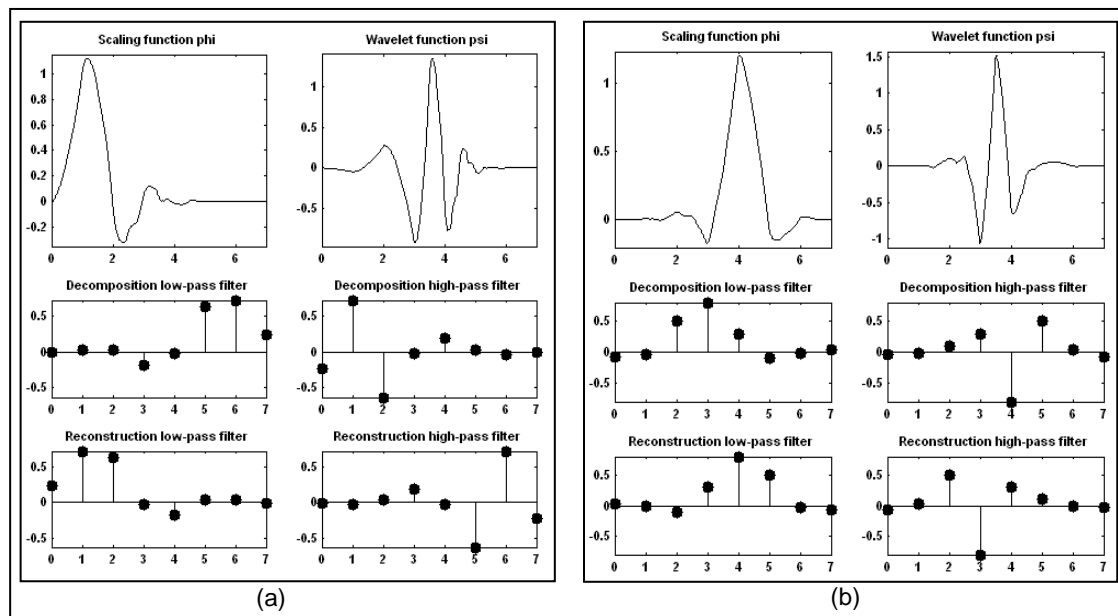 Scaling function phi
Wavelet function psi
1
0.8
0.6
0.4
0.2
0
-0.2
0 2 4 6
1
0.5
0
-0.5
0 2 4 6
Decomposition low-pass filter
Decomposition high-pass filter
0.5
0
-0.5
0 1 2 3 4 5 6 7
0.5
0
-0.5
0 1 2 3 4 5 6 7
Reconstruction low-pass filter
Reconstruction high-pass filter
0.5
0
-0.5
0 1 2 3 4 5 6 7
0.5
0
-0.5
0 1 2 3 4 5 6 7
(a)
Scaling function phi
Wavelet function psi
1
0.5
0
0 2 4 6
1.5
1
0.5
0
-0.5
-1
0 2 4 6
Decomposition low-pass filter
Decomposition high-pass filter
0.5
0
-0.5
0 1 2 3 4 5 6 7
0.5
0
-0.5
0 1 2 3 4 5 6 7
Reconstruction low-pass filter
Reconstruction high-pass filter
0.5
0
-0.5
0 1 2 3 4 5 6 7
0.5
0
-0.5
0 1 2 3 4 5 6 7
(b)